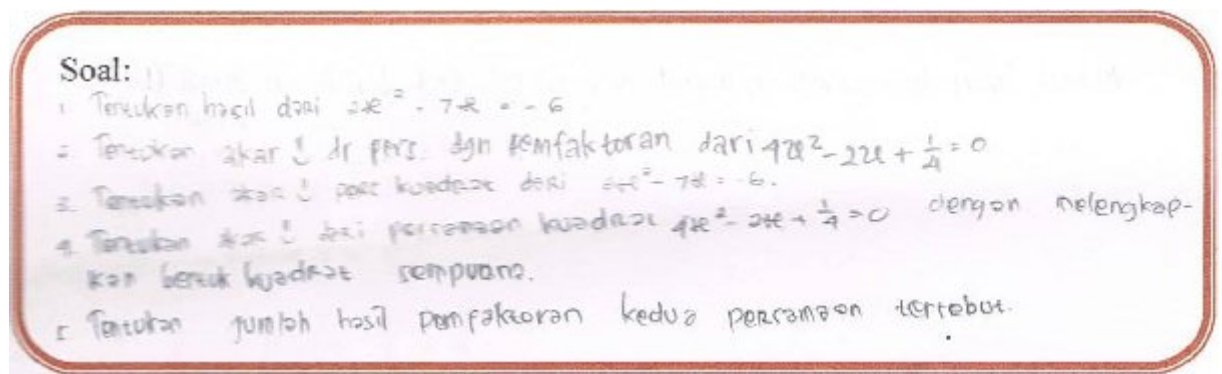 Soal:
1. Tentukan hasil dari 2x² - 7x = -6
2. Tentukan akar² dr pers. dgn pemfaktoran dari 4x² - 2x + 1/4 = 0
3. Tentukan akar² pers kuadrat dari 2x² - 7x = -6.
4. Tentukan akar² dari persamaan kuadrat 4x² - 2x + 1/4 = 0 dengan melengkap-
kan bentuk kuadrat sempurna.
5. Tentukan jumlah hasil pemfaktoran kedua persamaan tertebut.